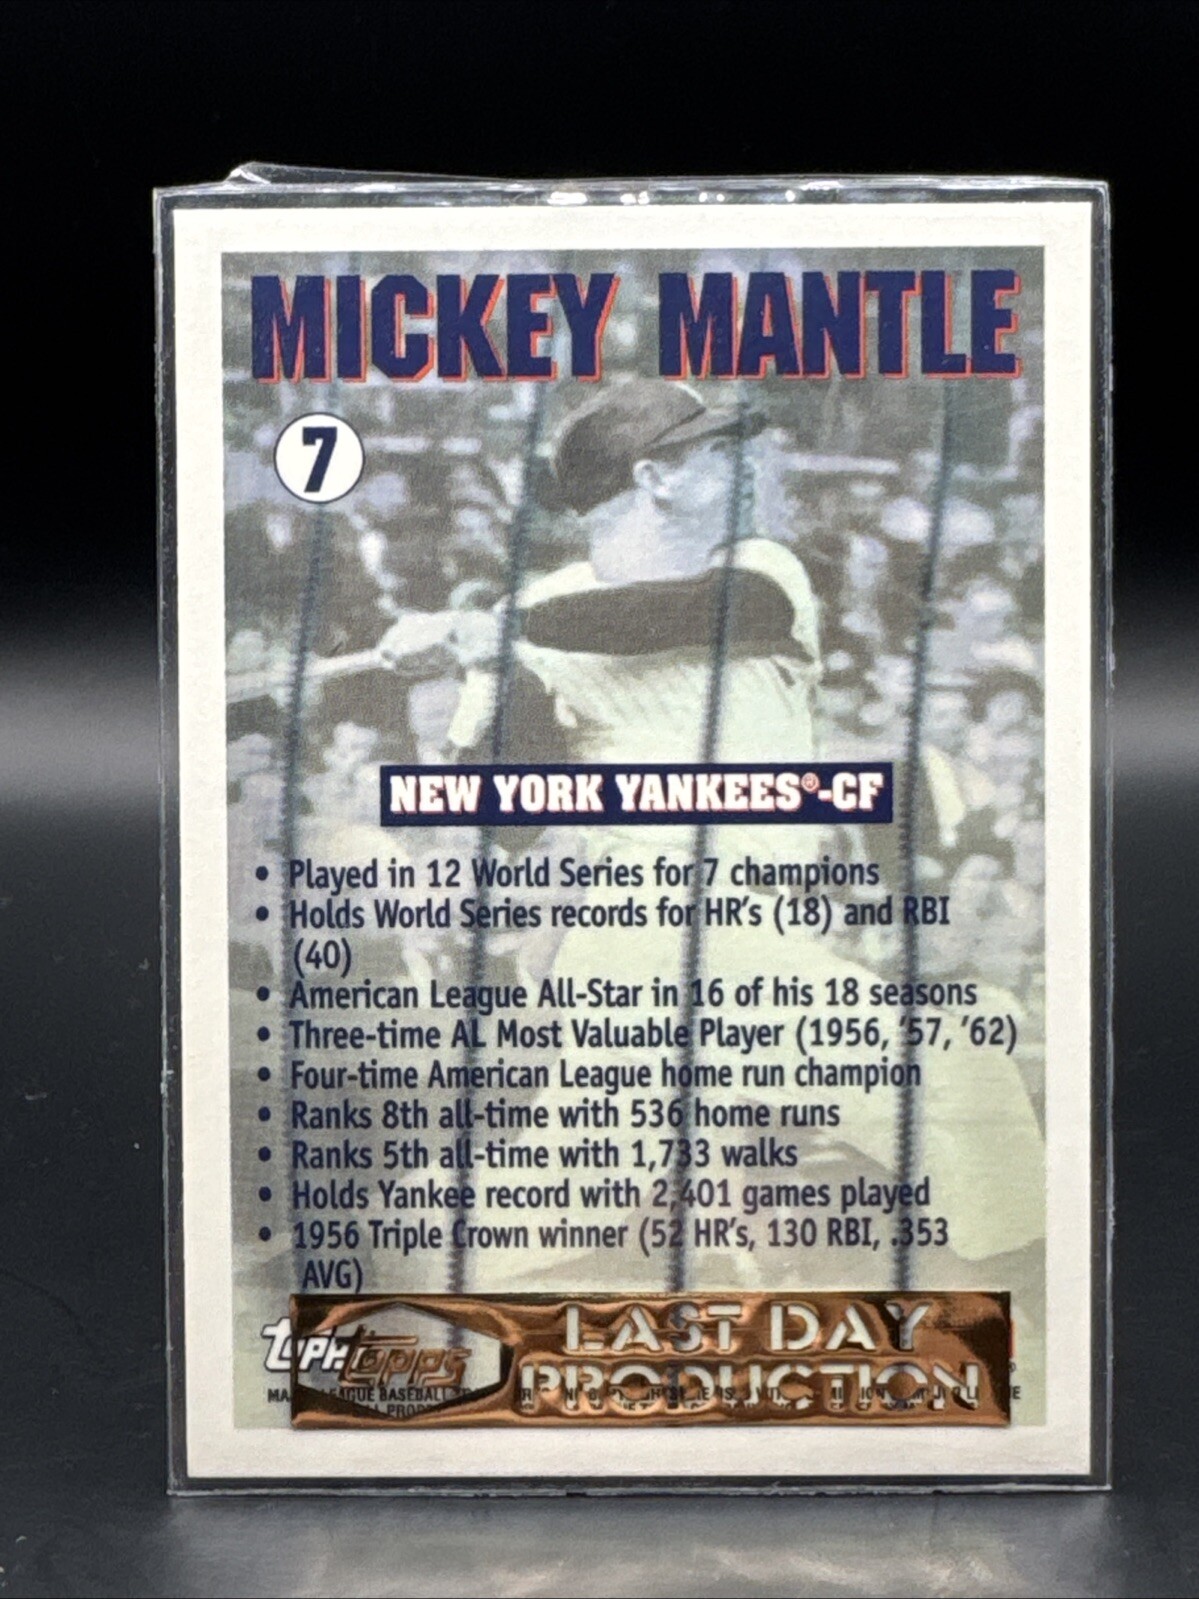 MICKEY MANTLE
7
NEW YORK YANKEES®-CF
• Played in 12 World Series for 7 champions
• Holds World Series records for HR's (18) and RBI
(40)
• American League All-Star in 16 of his 18 seasons
• Three-time AL Most Valuable Player (1956, '57, '62)
• Four-time American League home run champion
• Ranks 8th all-time with 536 home runs
• Ranks 5th all-time with 1,733 walks
• Holds Yankee record with 2,401 games played
• 1956 Triple Crown winner (52 HR's, 130 RBI, .353
AVG)
LAST DAY
topps
PRODUCTION
LEAGUE BASEBALL